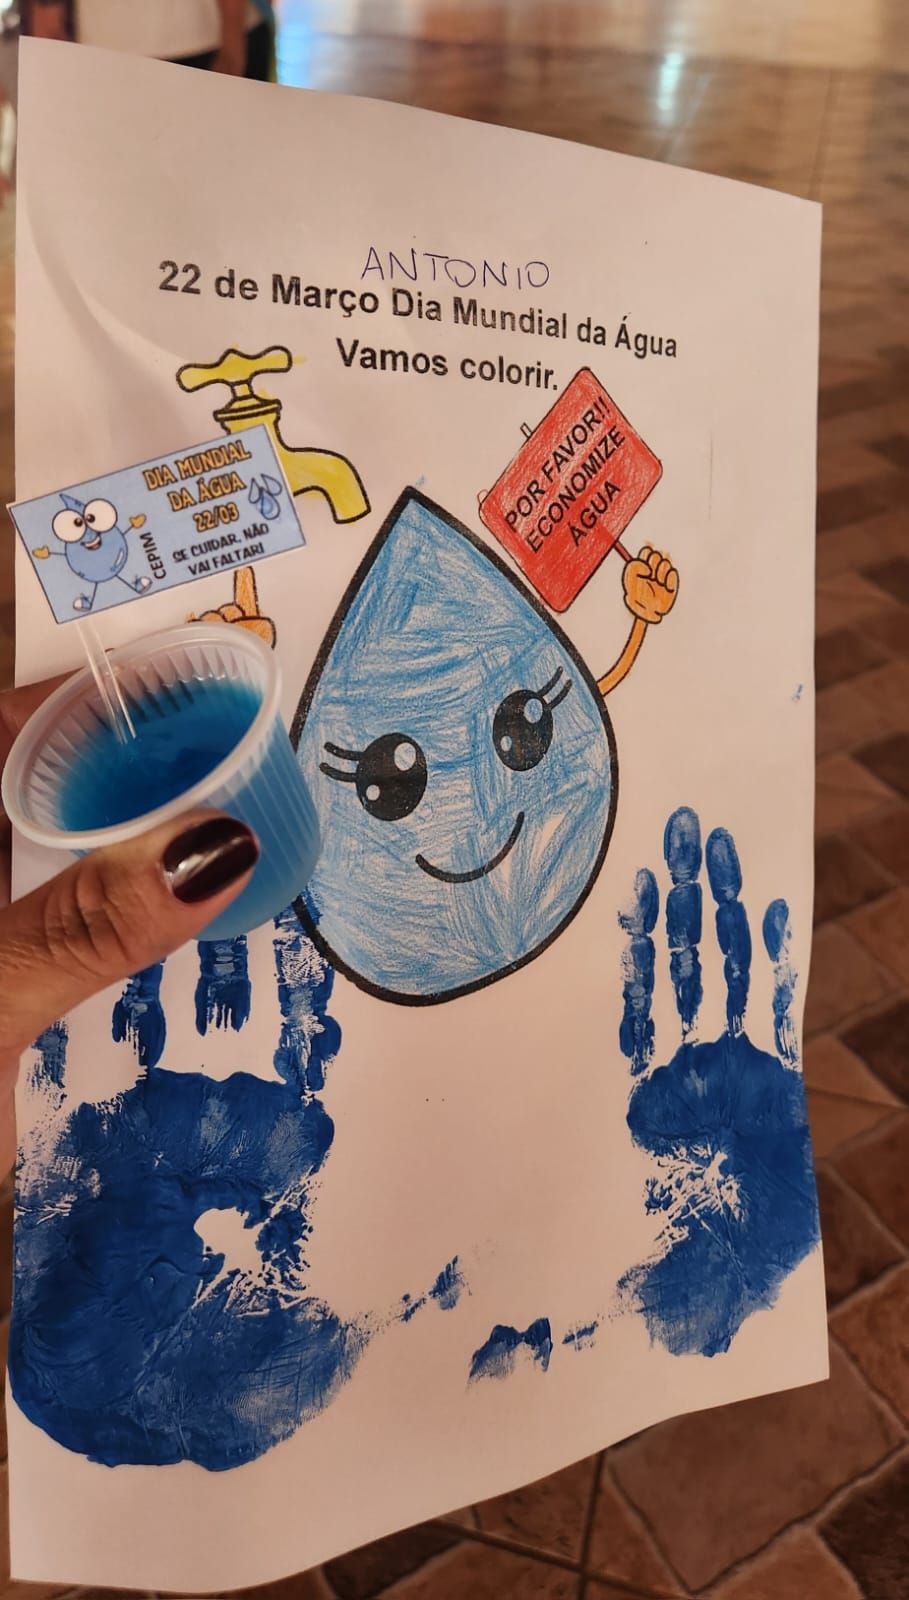 ANTONIO
22 de Março Dia Mundial da Água
Vamos colorir.
POR FAVOR!!
ECONOMIZE
ÁGUA
DIA MUNDIAL
DA ÁGUA
22/03
CEPIM
SE CUIDAR, NÃO
VAI FALTAR!